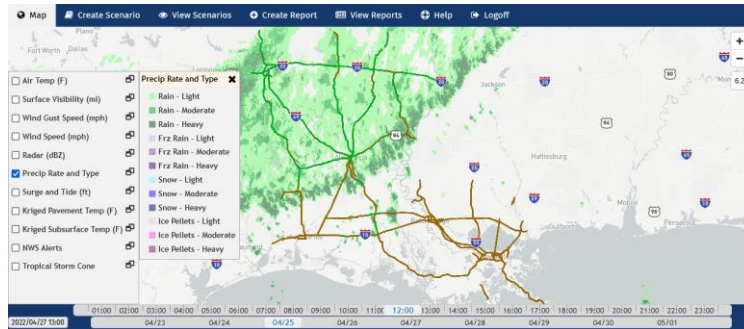 Map Create Scenario View Scenarios Create Report View Reports Help Logoff
Plano
Fort Worth Dallas
Air Temp (F)
Surface Visibility (mi)
Wind Gust Speed (mph)
Wind Speed (mph)
Radar (dBZ)
Precip Rate and Type
Surge and Tide (ft)
Kriged Pavement Temp (F)
Kriged Subsurface Temp (F)
NWS Alerts
Tropical Storm Cone
Precip Rate and Type
Rain - Light
Rain - Moderate
Rain - Heavy
Frz Rain - Light
Frz Rain - Moderate
Frz Rain - Heavy
Snow - Light
Snow - Moderate
Snow - Heavy
Ice Pellets - Light
Ice Pellets - Moderate
Ice Pellets - Heavy
+
−
6.2
Jackson
80
84
84
Hattiesburg
98
Mobile
Gulfport
Pensacola
01:00 02:00 03:00 04:00 05:00 06:00 07:00 08:00 09:00 10:00 11:00 12:00 13:00 14:00 15:00 16:00 17:00 18:00 19:00 20:00 21:00 22:00 23:00
2022/04/27 13:00 04/23 04/24 04/25 04/26 04/27 04/28 04/29 04/30 05/01